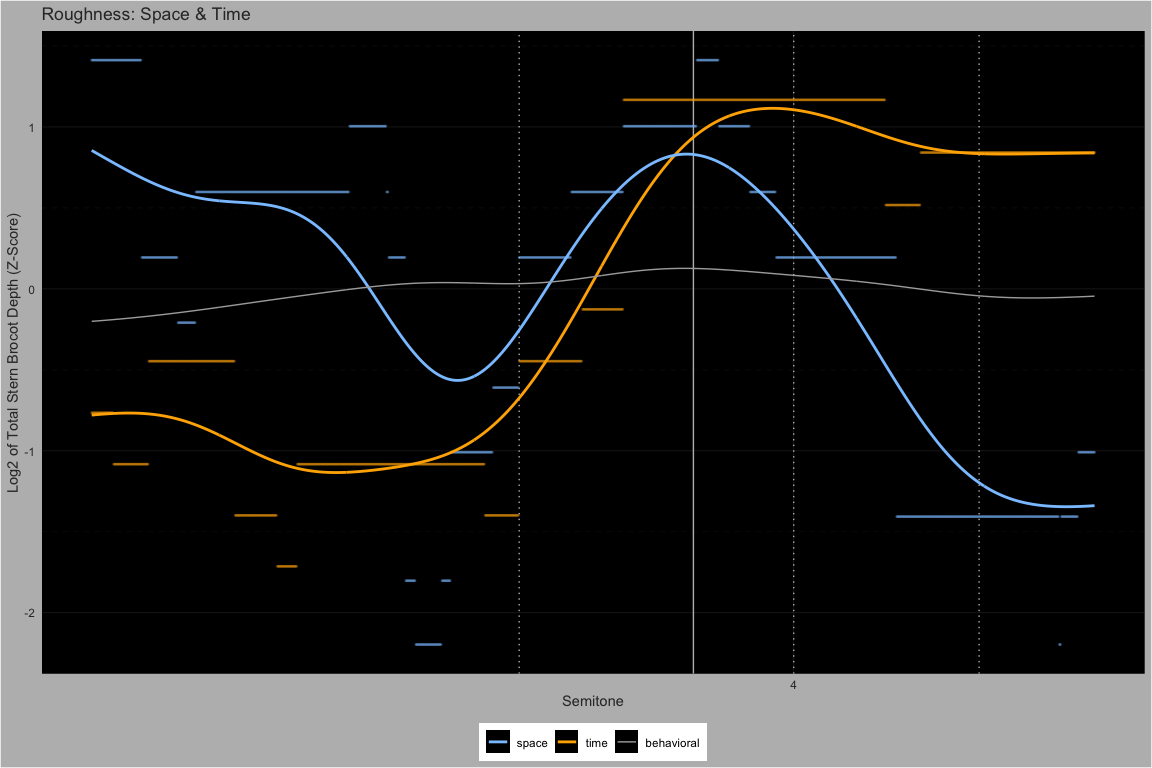 Roughness: Space & Time
Log2 of Total Stern Brocot Depth (Z-Score)
1
0
-1
-2
4
Semitone
space time behavioral